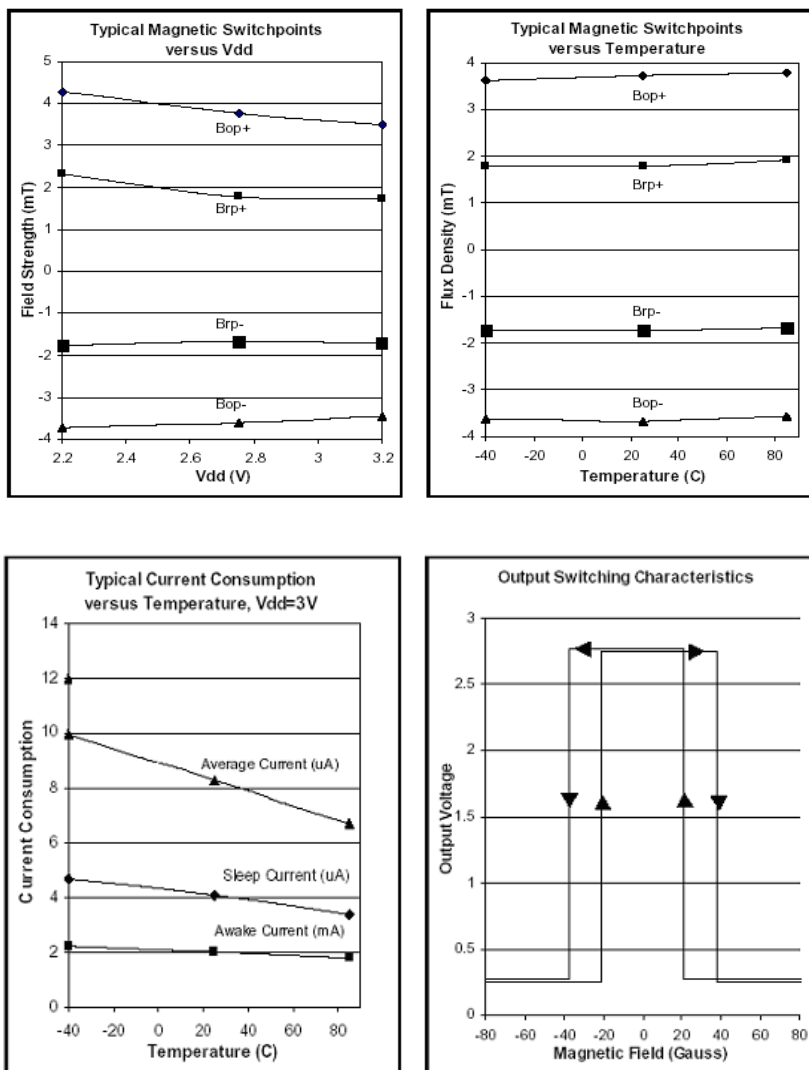 Typical Magnetic Switchpoints
versus Vdd
5
4
3
2
1
0
-1
-2
-3
-4
Field Strength (mT)
Bop+
Brp+
Brp-
Bop-
2.2 2.4 2.6 2.8 3 3.2
Vdd (V)
Typical Magnetic Switchpoints
versus Temperature
4
3
2
1
0
-1
-2
-3
-4
Flux Density (mT)
Bop+
Brp+
Brp-
Bop-
-40 -20 0 20 40 60 80
Temperature (C)
Typical Current Consumption
versus Temperature, Vdd=3V
14
12
10
8
6
4
2
0
Current Consumption
Average Current (uA)
Sleep Current (uA)
Awake Current (mA)
-40 -20 0 20 40 60 80
Temperature (C)
Output Switching Characteristics
3
2.5
2
1.5
1
0.5
0
Output Voltage
-80 -60 -40 -20 0 20 40 60 80
Magnetic Field (Gauss)